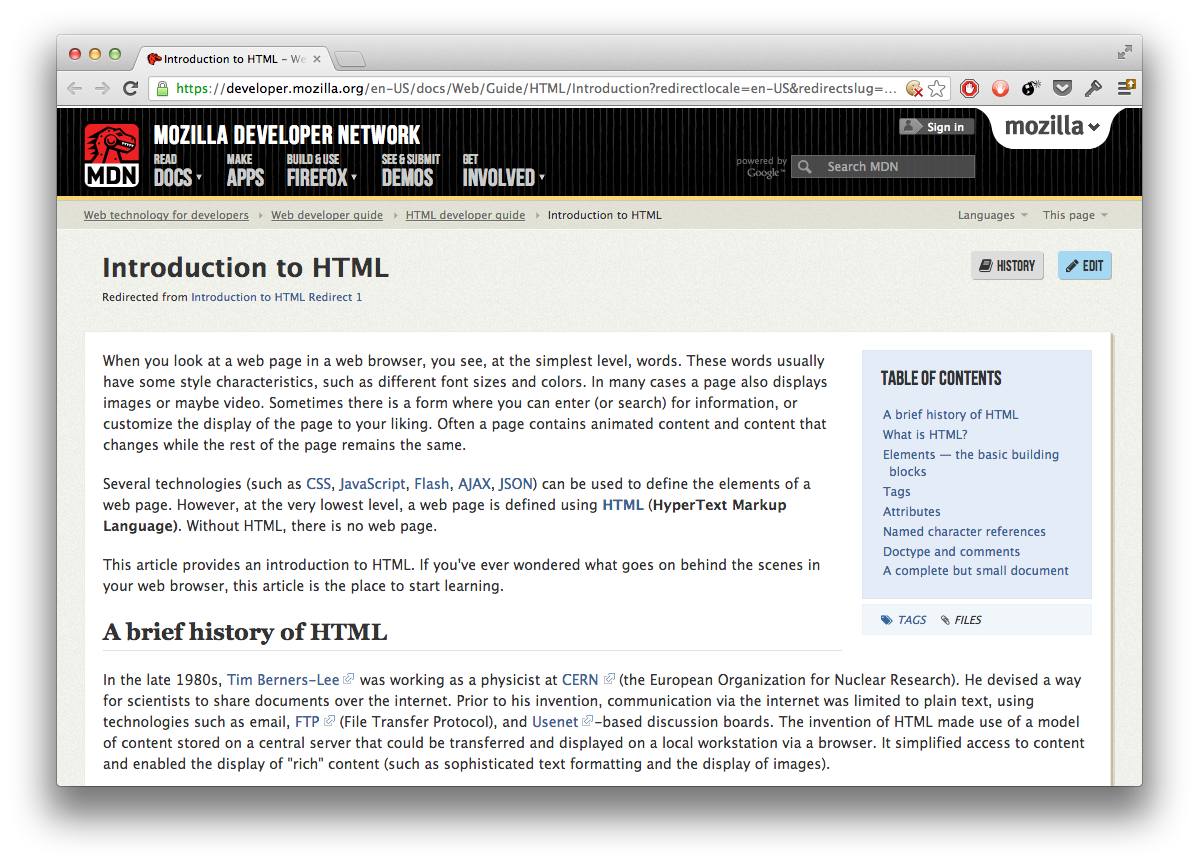 Introduction to HTML – We
https://developer.mozilla.org/en-US/docs/Web/Guide/HTML/Introduction?redirectlocale=en-US&redirectslug=...
MDN
MOZILLA DEVELOPER NETWORK
READ
DOCS
MAKE
APPS
BUILD & USE
FIREFOX
SEE & SUBMIT
DEMOS
GET
INVOLVED
Sign in
mozilla
powered by
Google™
Search MDN
Web technology for developers
Web developer guide
HTML developer guide
Introduction to HTML
Languages
This page
Introduction to HTML
HISTORY
EDIT
Redirected from Introduction to HTML Redirect 1
When you look at a web page in a web browser, you see, at the simplest level, words. These words usually
have some style characteristics, such as different font sizes and colors. In many cases a page also displays
images or maybe video. Sometimes there is a form where you can enter (or search) for information, or
customize the display of the page to your liking. Often a page contains animated content and content that
changes while the rest of the page remains the same.
Several technologies (such as CSS, JavaScript, Flash, AJAX, JSON) can be used to define the elements of a
web page. However, at the very lowest level, a web page is defined using HTML (HyperText Markup
Language). Without HTML, there is no web page.
This article provides an introduction to HTML. If you've ever wondered what goes on behind the scenes in
your web browser, this article is the place to start learning.
TABLE OF CONTENTS
A brief history of HTML
What is HTML?
Elements — the basic building
blocks
Tags
Attributes
Named character references
Doctype and comments
A complete but small document
TAGS
FILES
A brief history of HTML
In the late 1980s, Tim Berners-Lee was working as a physicist at CERN (the European Organization for Nuclear Research). He devised a way
for scientists to share documents over the internet. Prior to his invention, communication via the internet was limited to plain text, using
technologies such as email, FTP (File Transfer Protocol), and Usenet-based discussion boards. The invention of HTML made use of a model
of content stored on a central server that could be transferred and displayed on a local workstation via a browser. It simplified access to content
and enabled the display of "rich" content (such as sophisticated text formatting and the display of images).